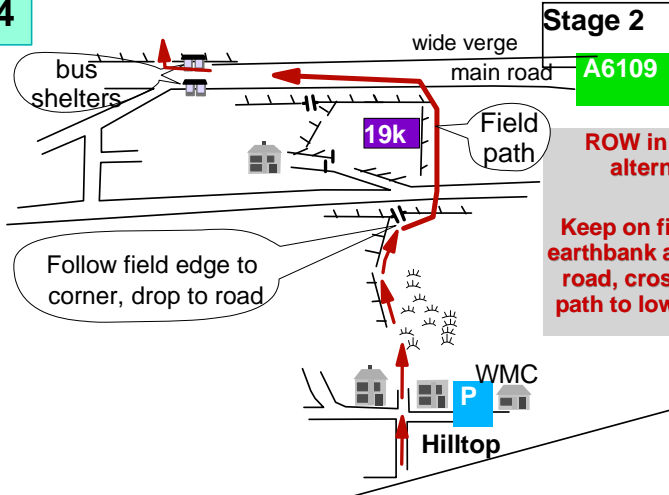 4
Stage 2
wide verge
main road
A6109
bus
shelters
19k
Field
path
ROW in
altern
Keep on fi
earthbank a
road, cros
path to low
Follow field edge to
corner, drop to road
WMC
P
Hilltop